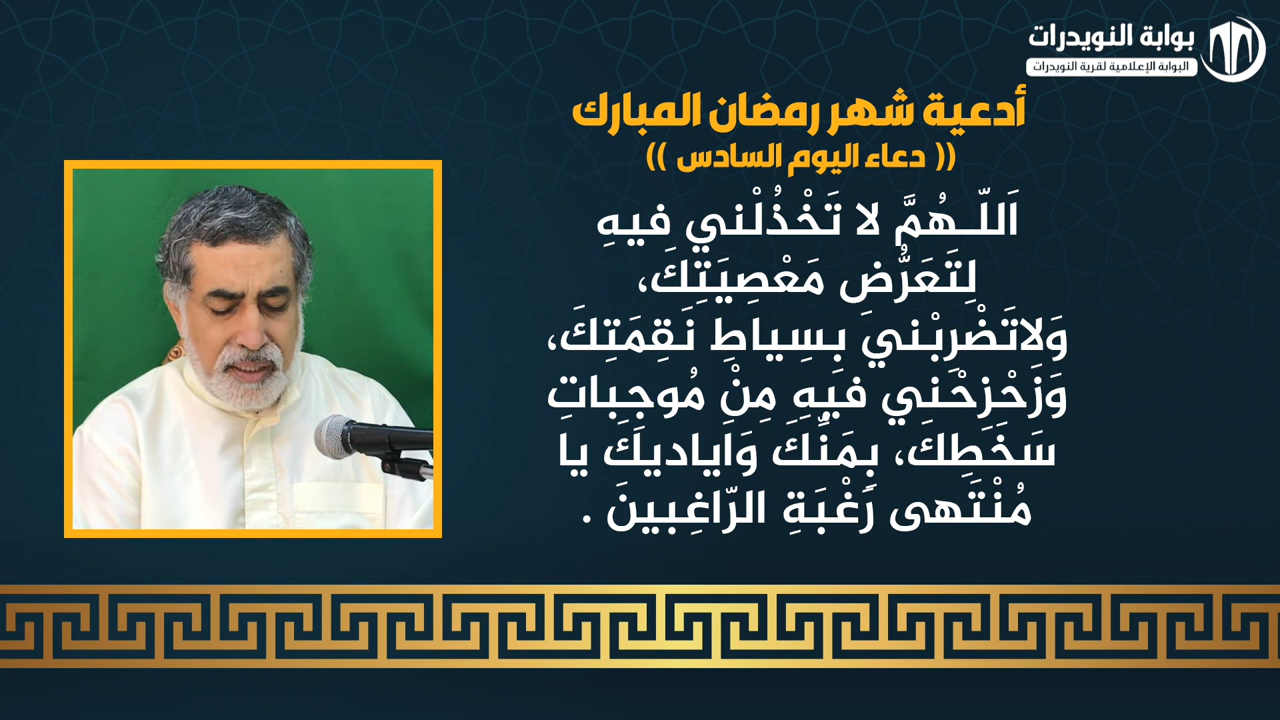 بوابة النويدرات
البوابة الإعلامية لقرية النويدرات
أدعية شهر رمضان المبارك
(( دعاء اليوم السادس ))
اَللّـهُمَّ لا تَخْذُلْني فيهِ
لِتَعَرُّضِ مَعْصِيَتِكَ،
وَلاتَضْرِبْني بِسِياطِ نَقِمَتِكَ،
وَزَحْزِحْني فيهِ مِنْ مُوجِباتِ
سَخَطِكَ، بِمَنِّكَ وَاَياديكَ يا
مُنْتَهى رَغْبَةِ الرّاغِبينَ .